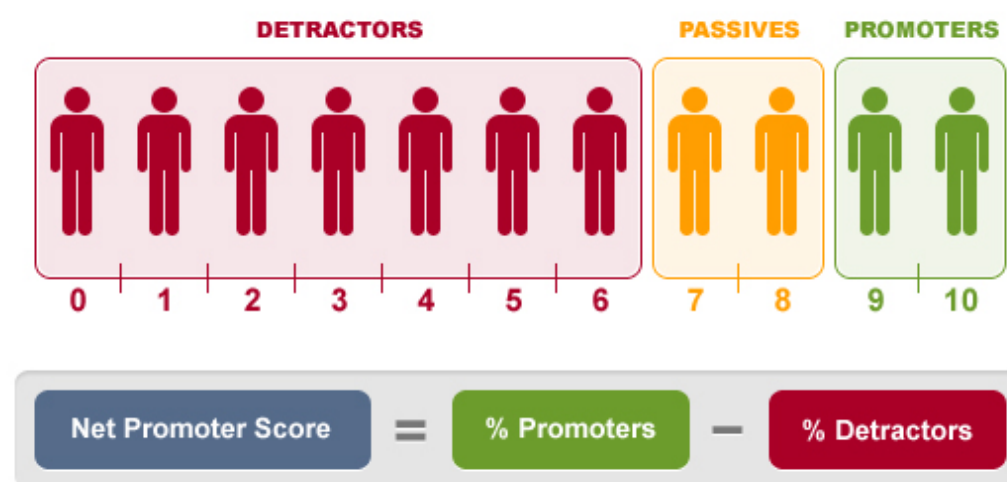 DETRACTORS PASSIVES PROMOTERS
0 1 2 3 4 5 6 7 8 9 10
Net Promoter Score = % Promoters − % Detractors